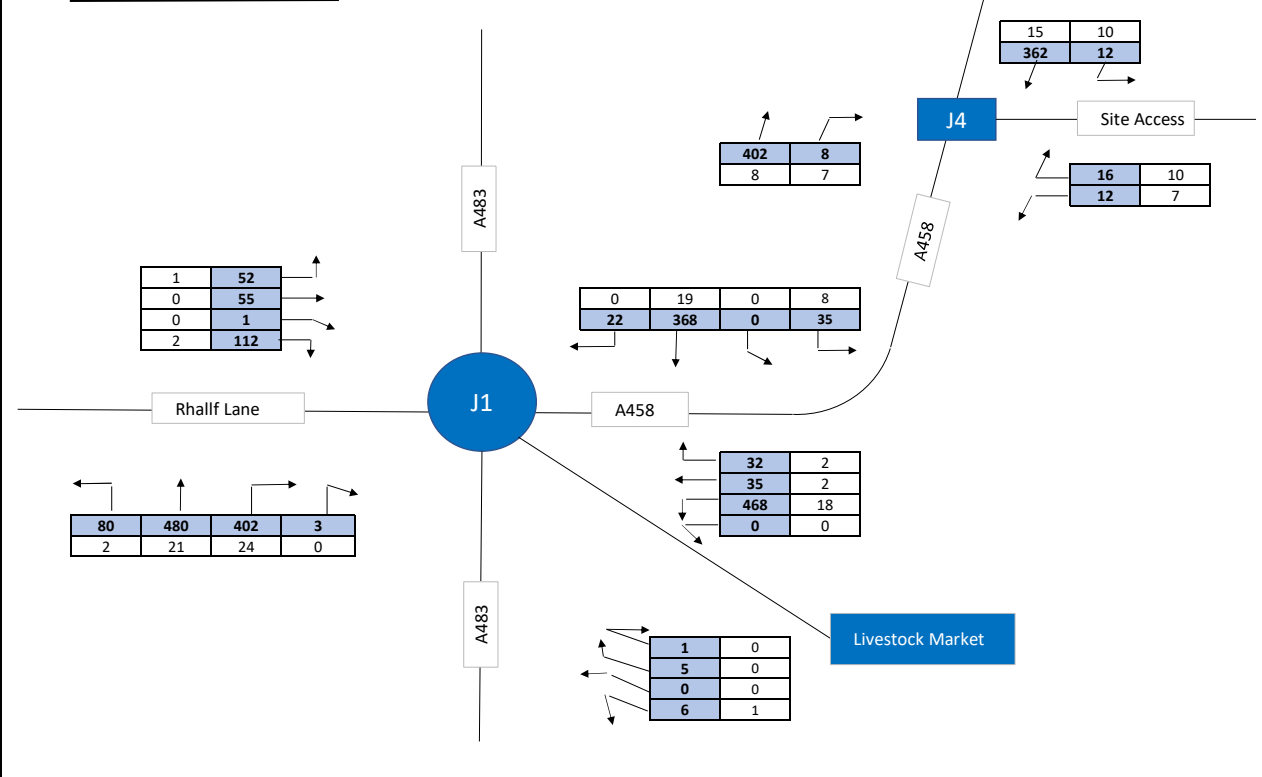 15 10
362 12
J4
Site Access
402 8
8 7
16 10
12 7
A483
A458
1 52
0 55
0 1
2 112
0 19 0 8
22 368 0 35
J1
Rhallf Lane
A458
32 2
35 2
468 18
0 0
80 480 402 3
2 21 24 0
A483
Livestock Market
1 0
5 0
0 0
6 1